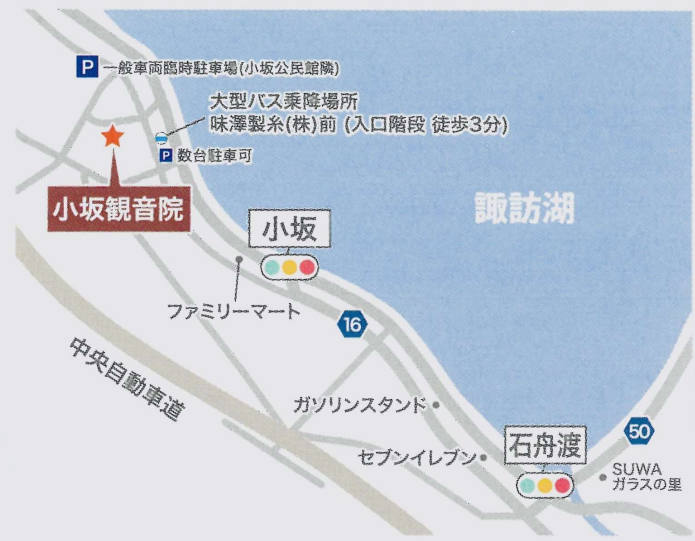 P 一般車両臨時駐車場(小坂公民館隣)
大型バス乗降場所
味澤製糸(株)前 (入口階段 徒歩3分)
P 数台駐車可
小坂観音院
諏訪湖
小坂
ファミリーマート
16
中央自動車道
ガソリンスタンド
石舟渡
50
セブンイレブン
SUWA
ガラスの里